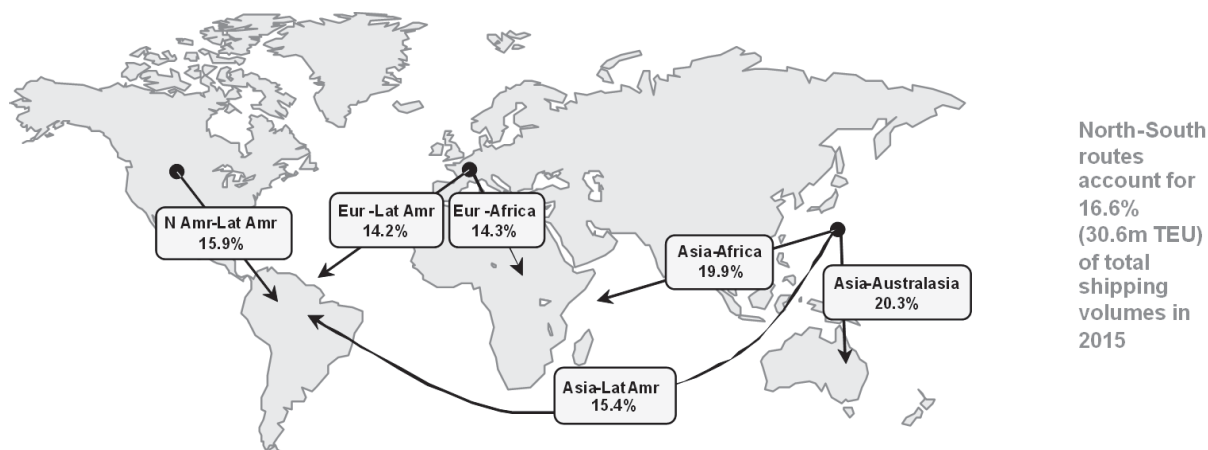 N Amr-Lat Amr
15.9%
Eur -Lat Amr
14.2%
Eur -Africa
14.3%
Asia-Africa
19.9%
Asia-Australasia
20.3%
Asia-Lat Amr
15.4%
North-South
routes
account for
16.6%
(30.6m TEU)
of total
shipping
volumes in
2015